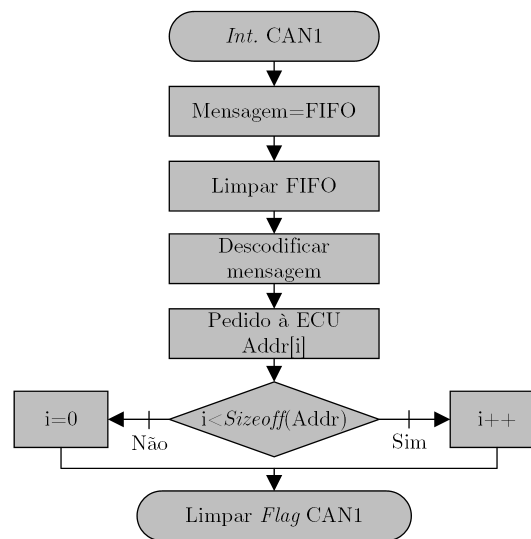 Int. CAN1
Mensagem=FIFO
Limpar FIFO
Descodificar
mensagem
Pedido à ECU
Addr[i]
i=0
i<Sizeoff(Addr)
i++
Não
Sim
Limpar Flag CAN1